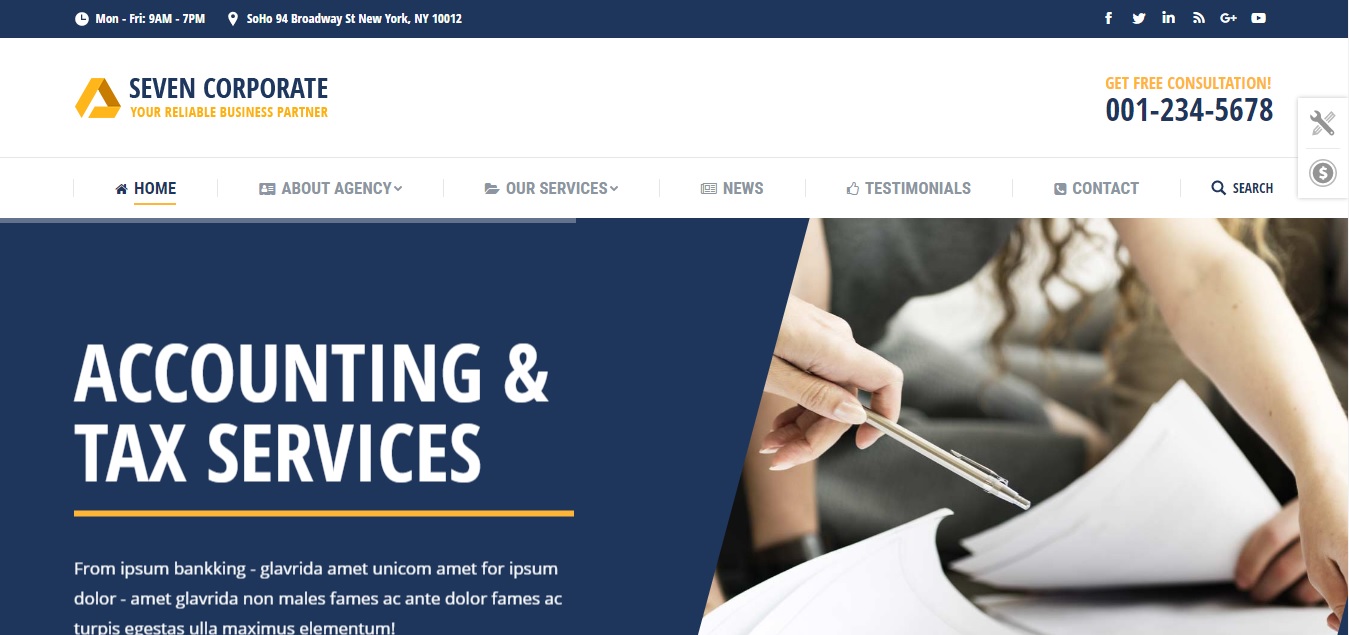 Mon - Fri: 9AM - 7PM SoHo 94 Broadway St New York, NY 10012
SEVEN CORPORATE
YOUR RELIABLE BUSINESS PARTNER
GET FREE CONSULTATION!
001-234-5678
HOME ABOUT AGENCY OUR SERVICES NEWS TESTIMONIALS CONTACT SEARCH
ACCOUNTING &
TAX SERVICES
From ipsum bankking - glavrida amet unicom amet for ipsum
dolor - amet glavrida non males fames ac ante dolor fames ac
turpis egestas ulla maximus elementum!